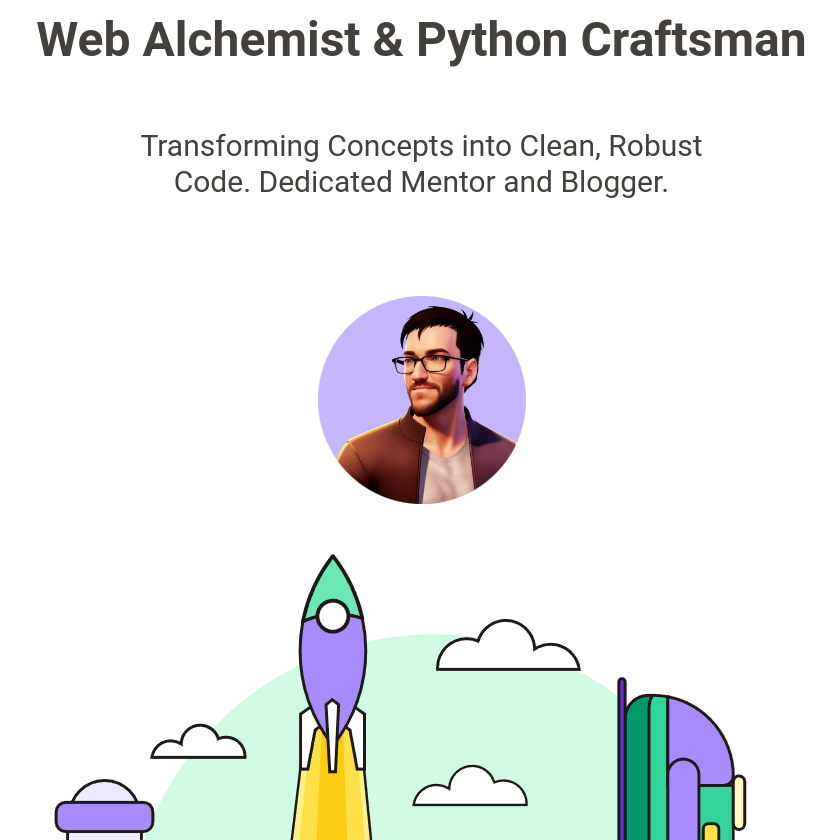 Web Alchemist & Python Craftsman
Transforming Concepts into Clean, Robust
Code. Dedicated Mentor and Blogger.